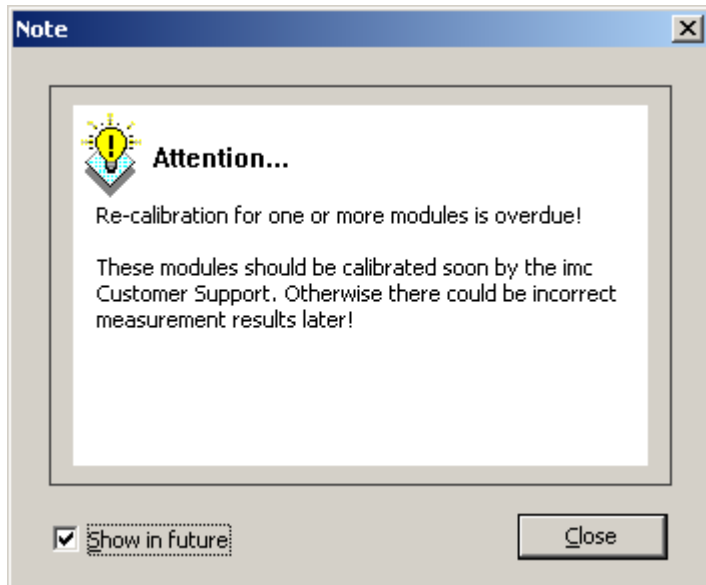 Note
Attention...
Re-calibration for one or more modules is overdue!
These modules should be calibrated soon by the imc
Customer Support. Otherwise there could be incorrect
measurement results later!
Show in future
Close